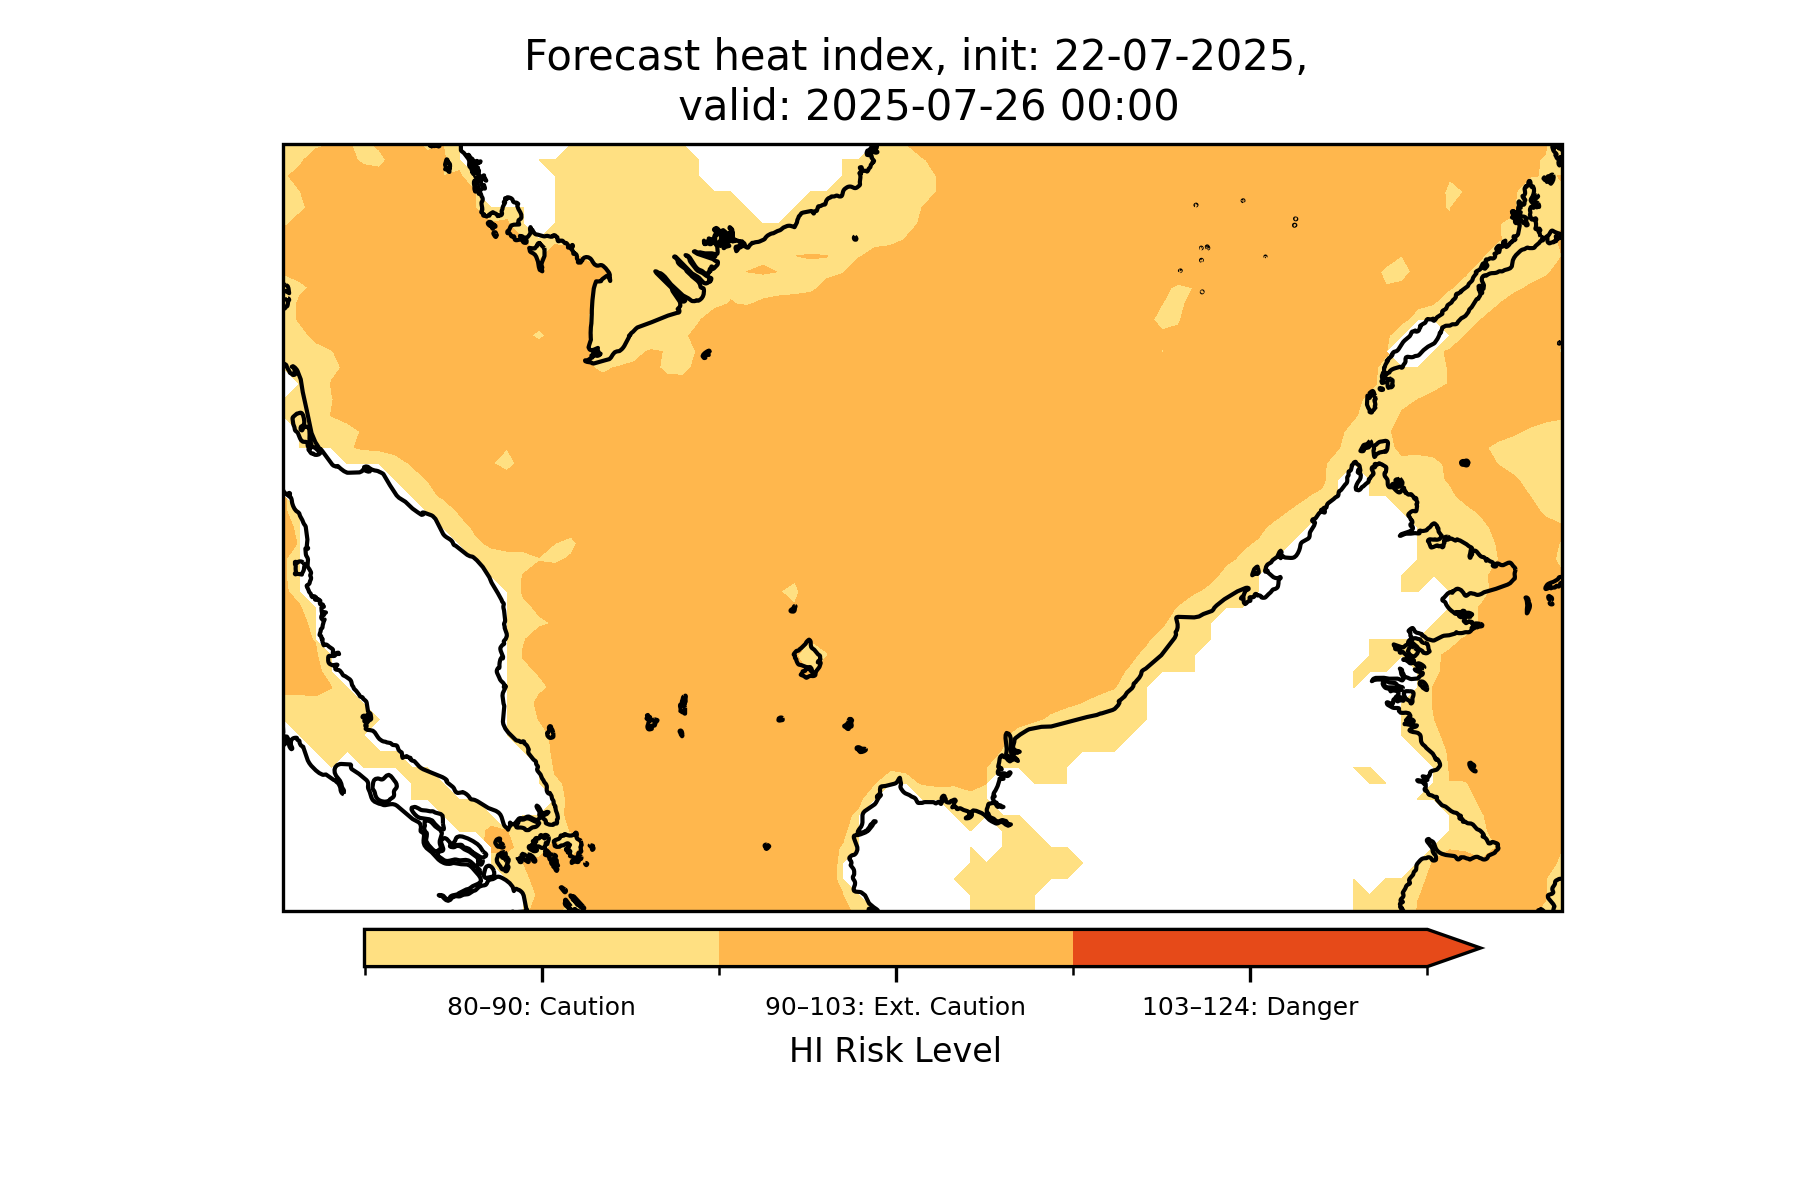 Forecast heat index, init: 22-07-2025,
valid: 2025-07-26 00:00
80–90: Caution
90–103: Ext. Caution
103–124: Danger
HI Risk Level